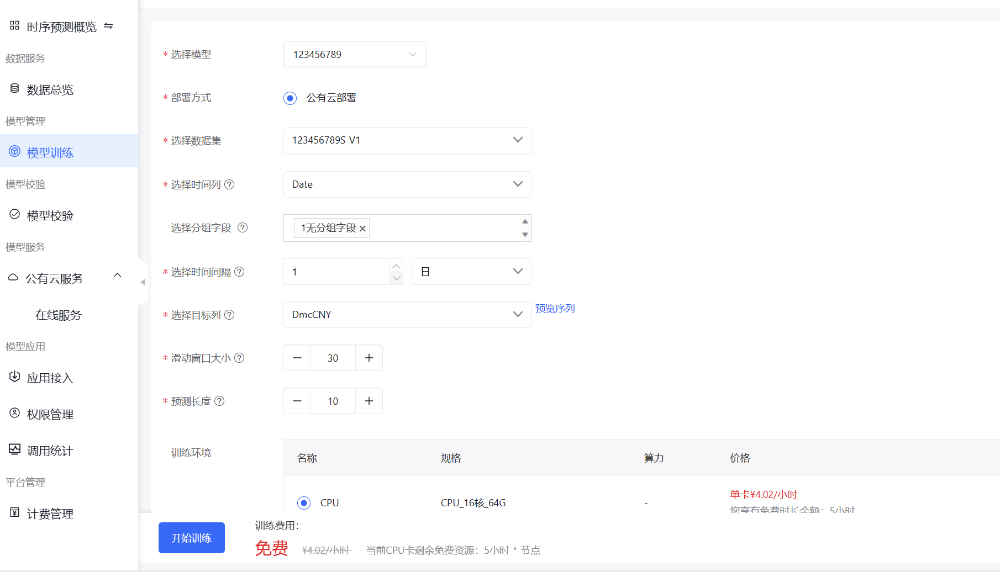 时序预测概览
数据服务
数据总览
模型管理
模型训练
模型校验
模型校验
模型服务
公有云服务
在线服务
模型应用
应用接入
权限管理
调用统计
平台管理
计费管理
* 选择模型 123456789
* 部署方式 公有云部署
* 选择数据集 123456789S V1
* 选择时间列 ? Date
选择分组字段 ? 1无分组字段 ×
* 选择时间间隔 ? 1 日
* 选择目标列 ? DmcCNY 预览序列
* 滑动窗口大小 ? − 30 +
* 预测长度 ? − 10 +
训练环境 名称 规格 算力 价格
CPU CPU_16核_64G - 单卡¥4.02/小时
您享有免费时长余额：5小时
开始训练 训练费用：
免费 ¥4.02/小时 当前CPU卡剩余免费资源：5小时 * 节点